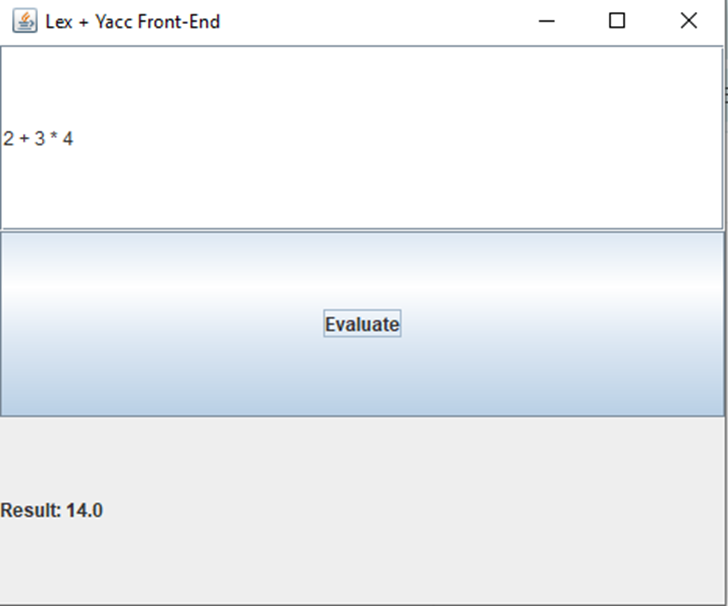 Lex + Yacc Front-End
2 + 3 * 4
Evaluate
Result: 14.0